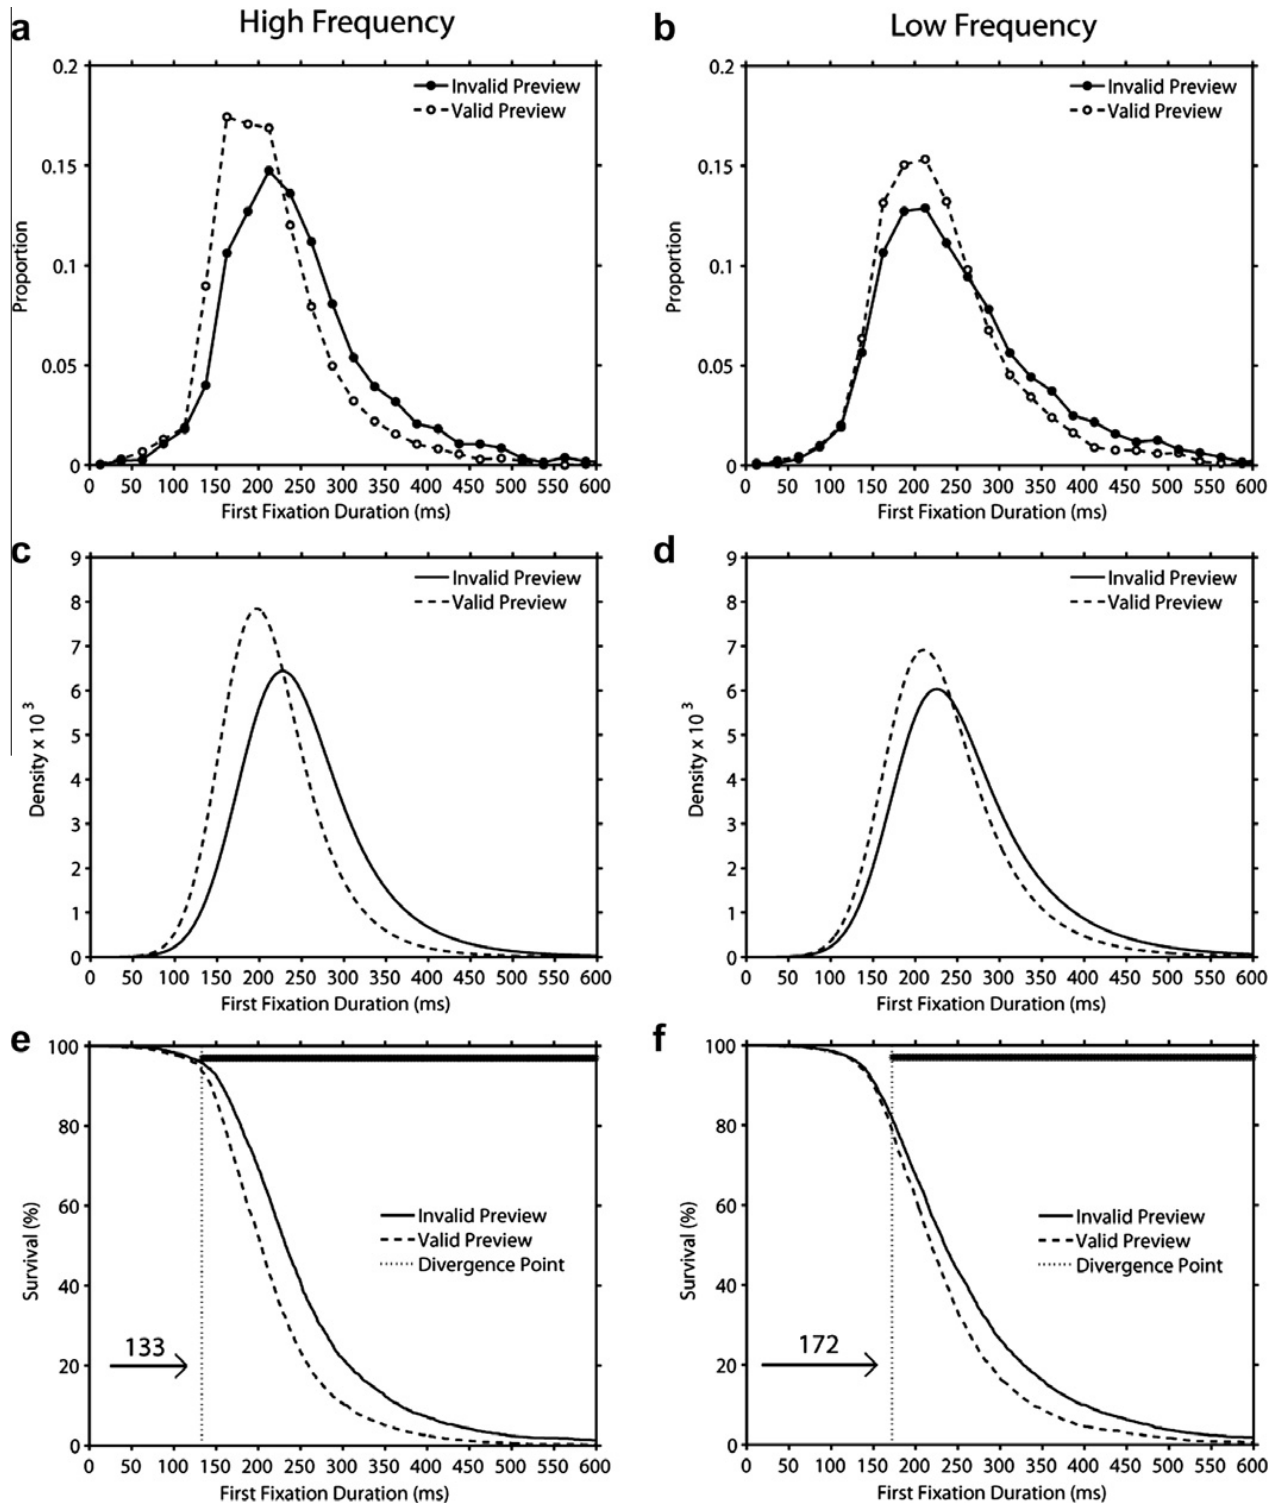 High Frequency
Low Frequency
a
0.2
0.15
0.1
0.05
0
Proportion
Invalid Preview
Valid Preview
0 50 100 150 200 250 300 350 400 450 500 550 600
First Fixation Duration (ms)
b
0.2
0.15
0.1
0.05
0
Proportion
Invalid Preview
Valid Preview
0 50 100 150 200 250 300 350 400 450 500 550 600
First Fixation Duration (ms)
c
9
8
7
6
5
4
3
2
1
0
Density x 10 3
Invalid Preview
Valid Preview
0 50 100 150 200 250 300 350 400 450 500 550 600
First Fixation Duration (ms)
d
9
8
7
6
5
4
3
2
1
0
Density x 10 3
Invalid Preview
Valid Preview
0 50 100 150 200 250 300 350 400 450 500 550 600
First Fixation Duration (ms)
e
100
80
60
40
20
0
Survival (%)
Invalid Preview
Valid Preview
Divergence Point
133
0 50 100 150 200 250 300 350 400 450 500 550 600
First Fixation Duration (ms)
f
100
80
60
40
20
0
Survival (%)
Invalid Preview
Valid Preview
Divergence Point
172
0 50 100 150 200 250 300 350 400 450 500 550 600
First Fixation Duration (ms)